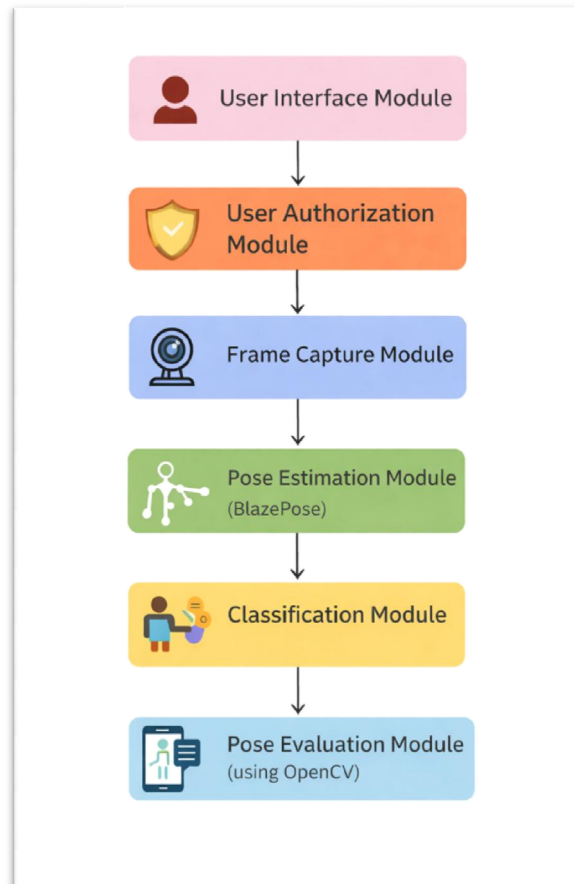 User Interface Module
User Authorization
Module
Frame Capture Module
Pose Estimation Module
(BlazePose)
Classification Module
Pose Evaluation Module
(using OpenCV)